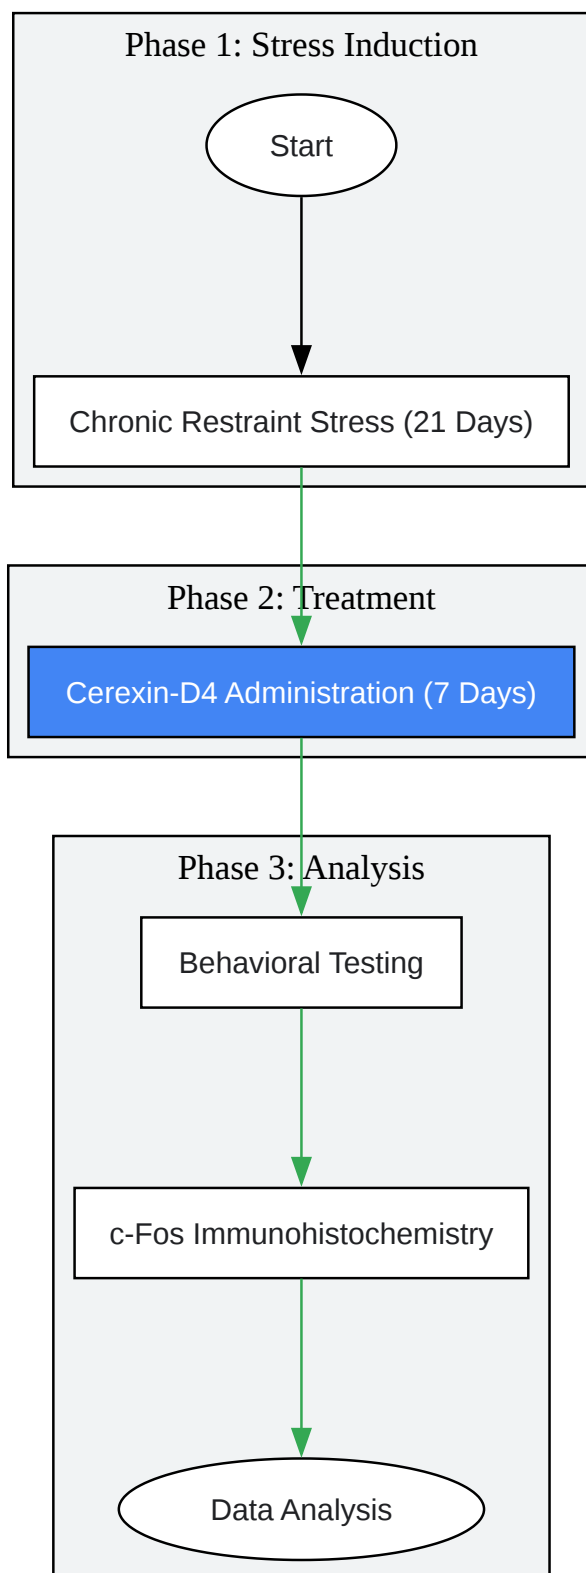 Phase 1: Stress Induction
Start
Chronic Restraint Stress (21 Days)
Phase 2: Treatment
Cerexin-D4 Administration (7 Days)
Phase 3: Analysis
Behavioral Testing
c-Fos Immunohistochemistry
Data Analysis